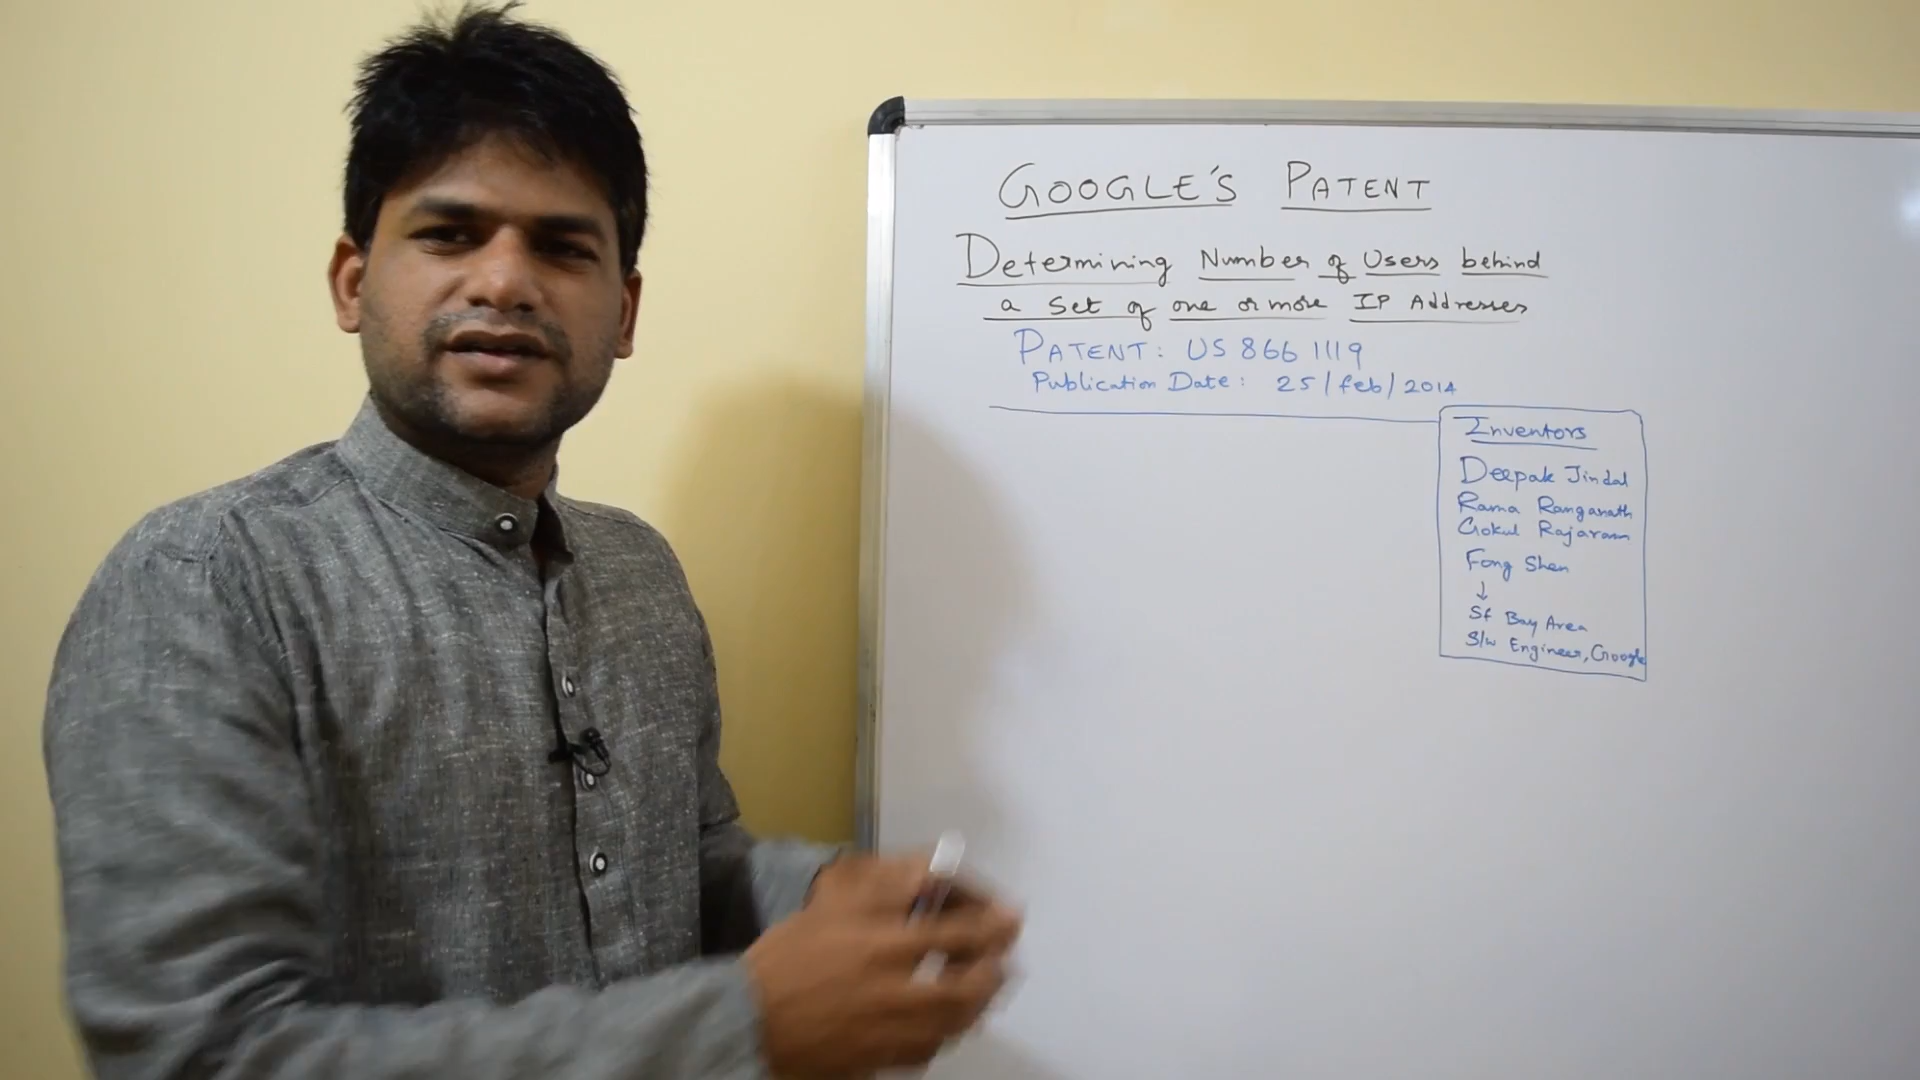 GOOGLE'S PATENT
Determining Number of Users behind
a set of one or more IP Addresses
PATENT: US 866 1119
Publication Date: 25/feb/2014
Inventors
Deepak Jindal
Rama Ranganath
Gokul Rajaram
Fong Shen
↓
Sf Bay Area
S/w Engineer, Google